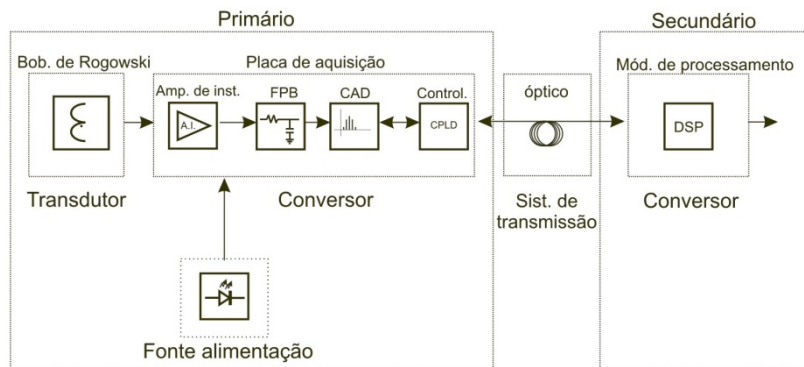 Primário
Secundário
Bob. de Rogowski
Placa de aquisição
Mód. de processamento
Amp. de inst.
FPB
CAD
Control.
óptico
A.I.
CPLD
DSP
Transdutor
Conversor
Sist. de
transmissão
Conversor
Fonte alimentação